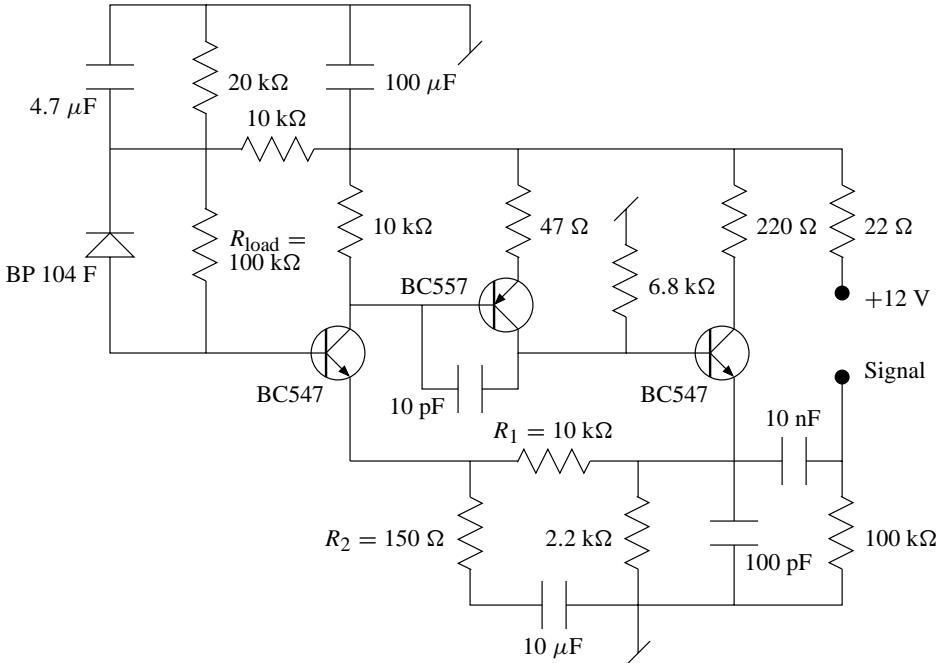 4.7 μF
20 kΩ
100 μF
10 kΩ
BP 104 F
R_load =
100 kΩ
10 kΩ
47 Ω
220 Ω
22 Ω
BC557
6.8 kΩ
+12 V
BC547
10 pF
BC547
Signal
R₁ = 10 kΩ
10 nF
R₂ = 150 Ω
2.2 kΩ
100 pF
100 kΩ
10 μF